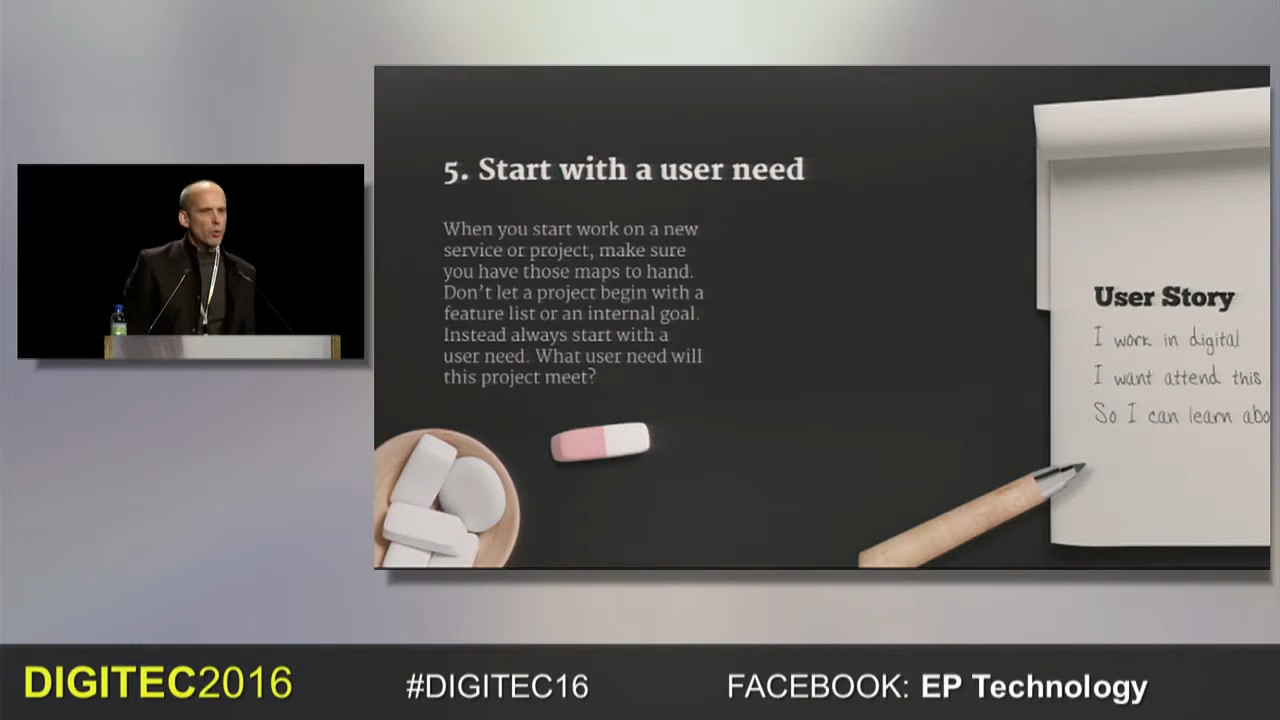 5. Start with a user need
When you start work on a new
service or project, make sure
you have those maps to hand.
Don't let a project begin with a
feature list or an internal goal.
Instead always start with a
user need. What user need will
this project meet?
User Story
I work in digital
I want attend this
So I can learn abo
DIGITEC2016
#DIGITEC16
FACEBOOK: EP Technology